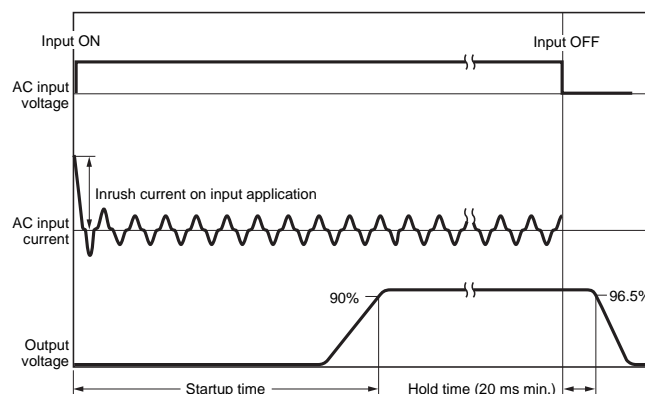 Input ON
Input OFF
AC input
voltage
Inrush current on input application
AC input
current
90%
96.5%
Output
voltage
Startup time
Hold time (20 ms min.)